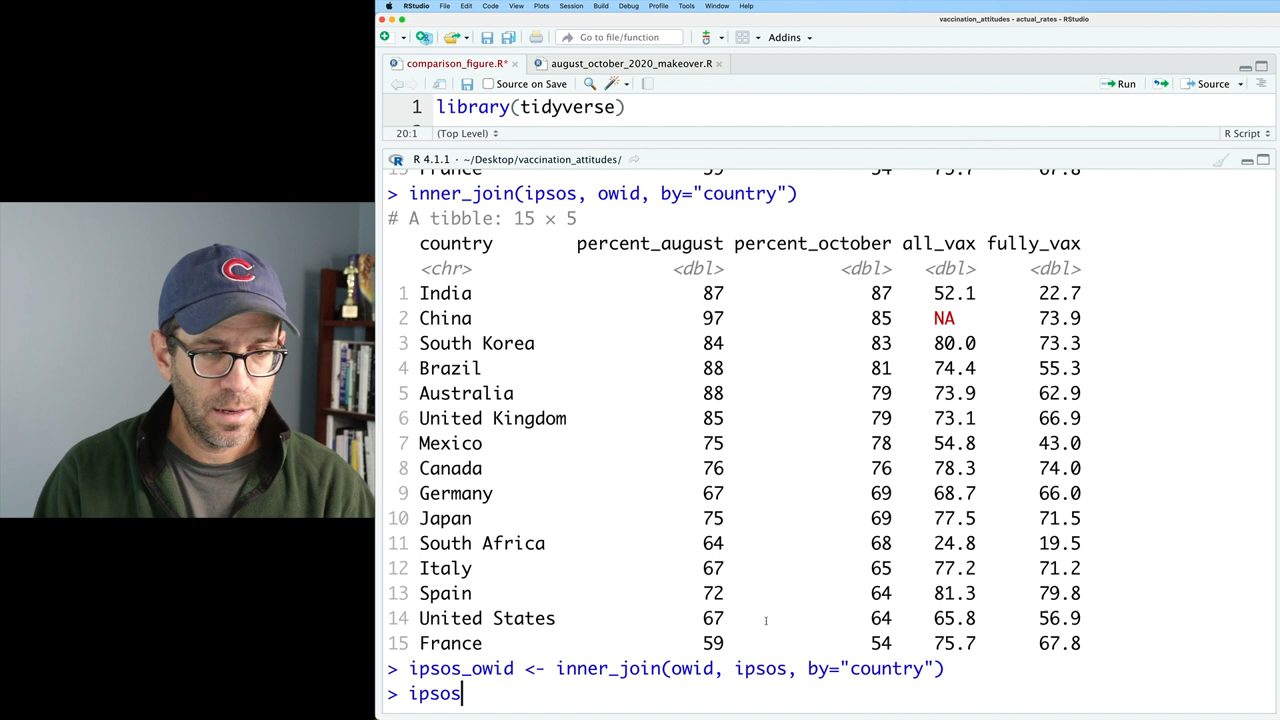 RStudio File Edit Code View Plots Session Build Debug Profile Tools Window Help
vaccination_attitudes - actual_rates - RStudio
Go to file/function Addins
comparison_figure.R* × august_october_2020_makeover.R ×
Source on Save Run Source
1 library(tidyverse)
20:1 (Top Level) R Script
R 4.1.1 · ~/Desktop/vaccination_attitudes/
15 France 59 54 75.7 67.8
> inner_join(ipsos, owid, by="country")
# A tibble: 15 × 5
country percent_august percent_october all_vax fully_vax
<chr> <dbl> <dbl> <dbl> <dbl>
1 India 87 87 52.1 22.7
2 China 97 85 NA 73.9
3 South Korea 84 83 80.0 73.3
4 Brazil 88 81 74.4 55.3
5 Australia 88 79 73.9 62.9
6 United Kingdom 85 79 73.1 66.9
7 Mexico 75 78 54.8 43.0
8 Canada 76 76 78.3 74.0
9 Germany 67 69 68.7 66.0
10 Japan 75 69 77.5 71.5
11 South Africa 64 68 24.8 19.5
12 Italy 67 65 77.2 71.2
13 Spain 72 64 81.3 79.8
14 United States 67 64 65.8 56.9
15 France 59 54 75.7 67.8
> ipsos_owid <- inner_join(owid, ipsos, by="country")
> ipsos